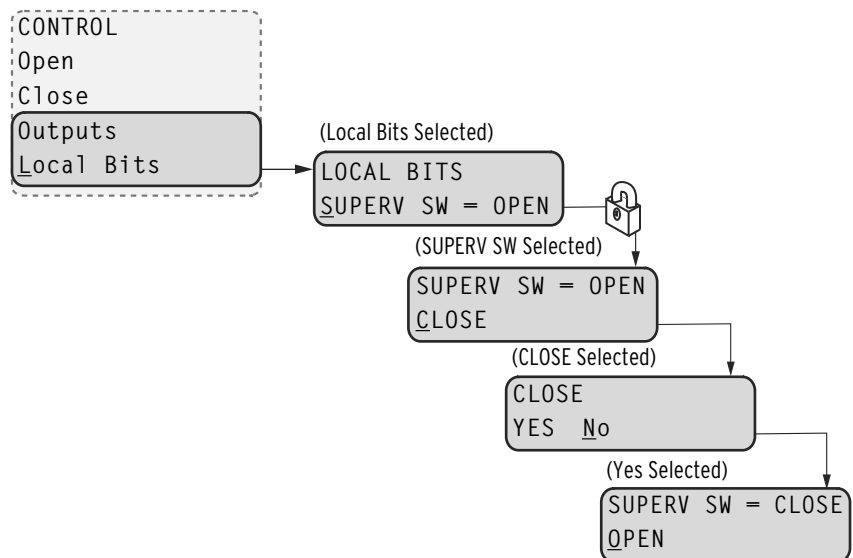 CONTROL
Open
Close
Outputs
Local Bits
(Local Bits Selected)
LOCAL BITS
SUPERV SW = OPEN
(SUPERV SW Selected)
SUPERV SW = OPEN
CLOSE
(CLOSE Selected)
CLOSE
YES No
(Yes Selected)
SUPERV SW = CLOSE
OPEN